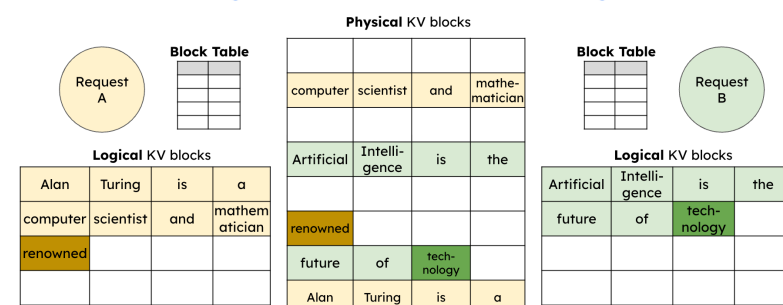 Physical KV blocks
Block Table
Block Table
Request
A
Request
B
computer scientist and mathe-
matician
Artificial Intelli-
gence is the
renowned
future of tech-
nology
Alan Turing is a
Logical KV blocks
Alan Turing is a
computer scientist and mathem
atician
renowned
Logical KV blocks
Artificial Intelli-
gence is the
future of tech-
nology